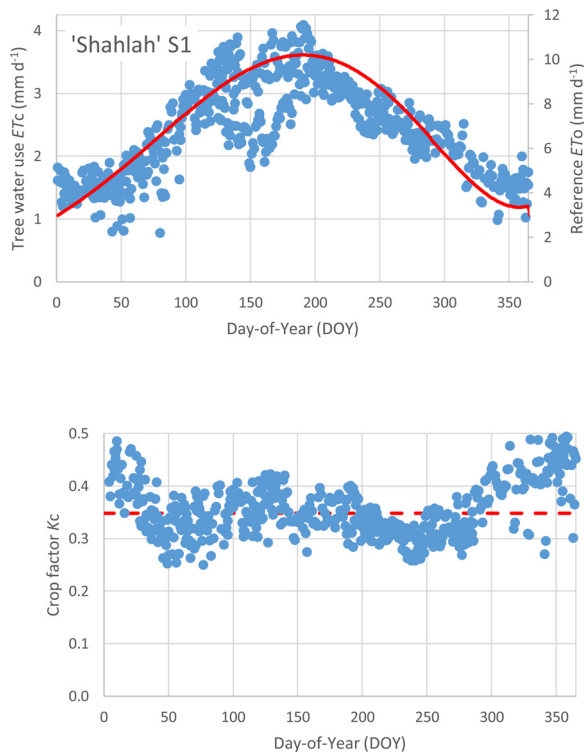 'Shahlah' S1
Tree water use ETc (mm d⁻¹)
4
3
2
1
0
Reference ETo (mm d⁻¹)
12
10
8
6
4
2
0
0 50 100 150 200 250 300 350
Day-of-Year (DOY)
Crop factor Kc
0.5
0.4
0.3
0.2
0.1
0.0
0 50 100 150 200 250 300 350
Day-of-Year (DOY)